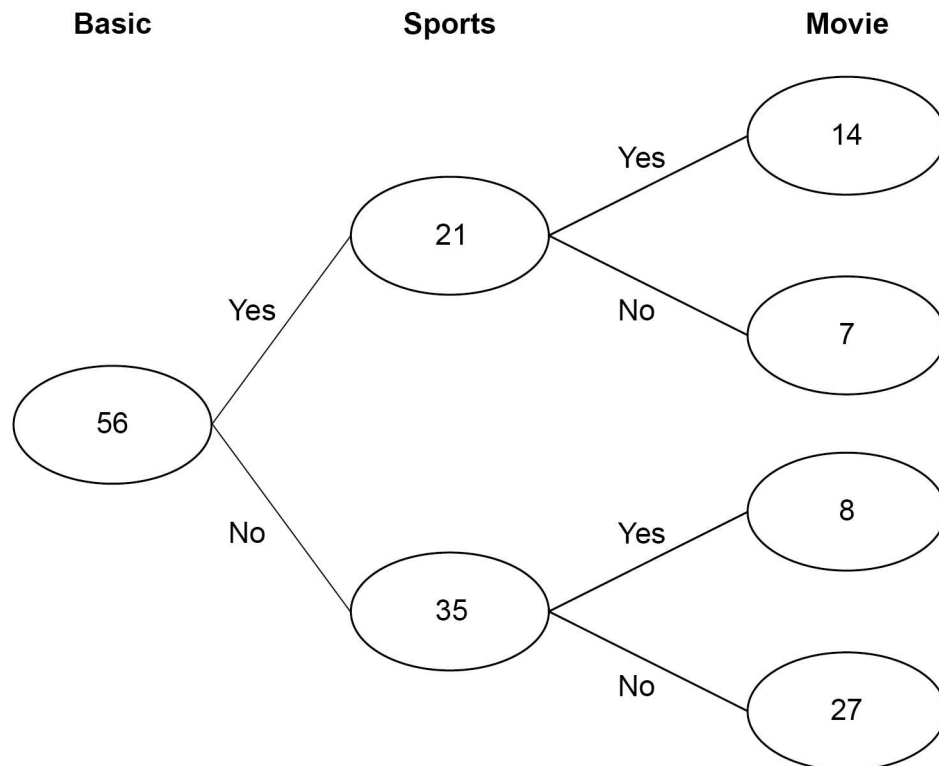 Basic Sports Movie
14
Yes
21
No
7
Yes
56
No
8
Yes
35
No
27